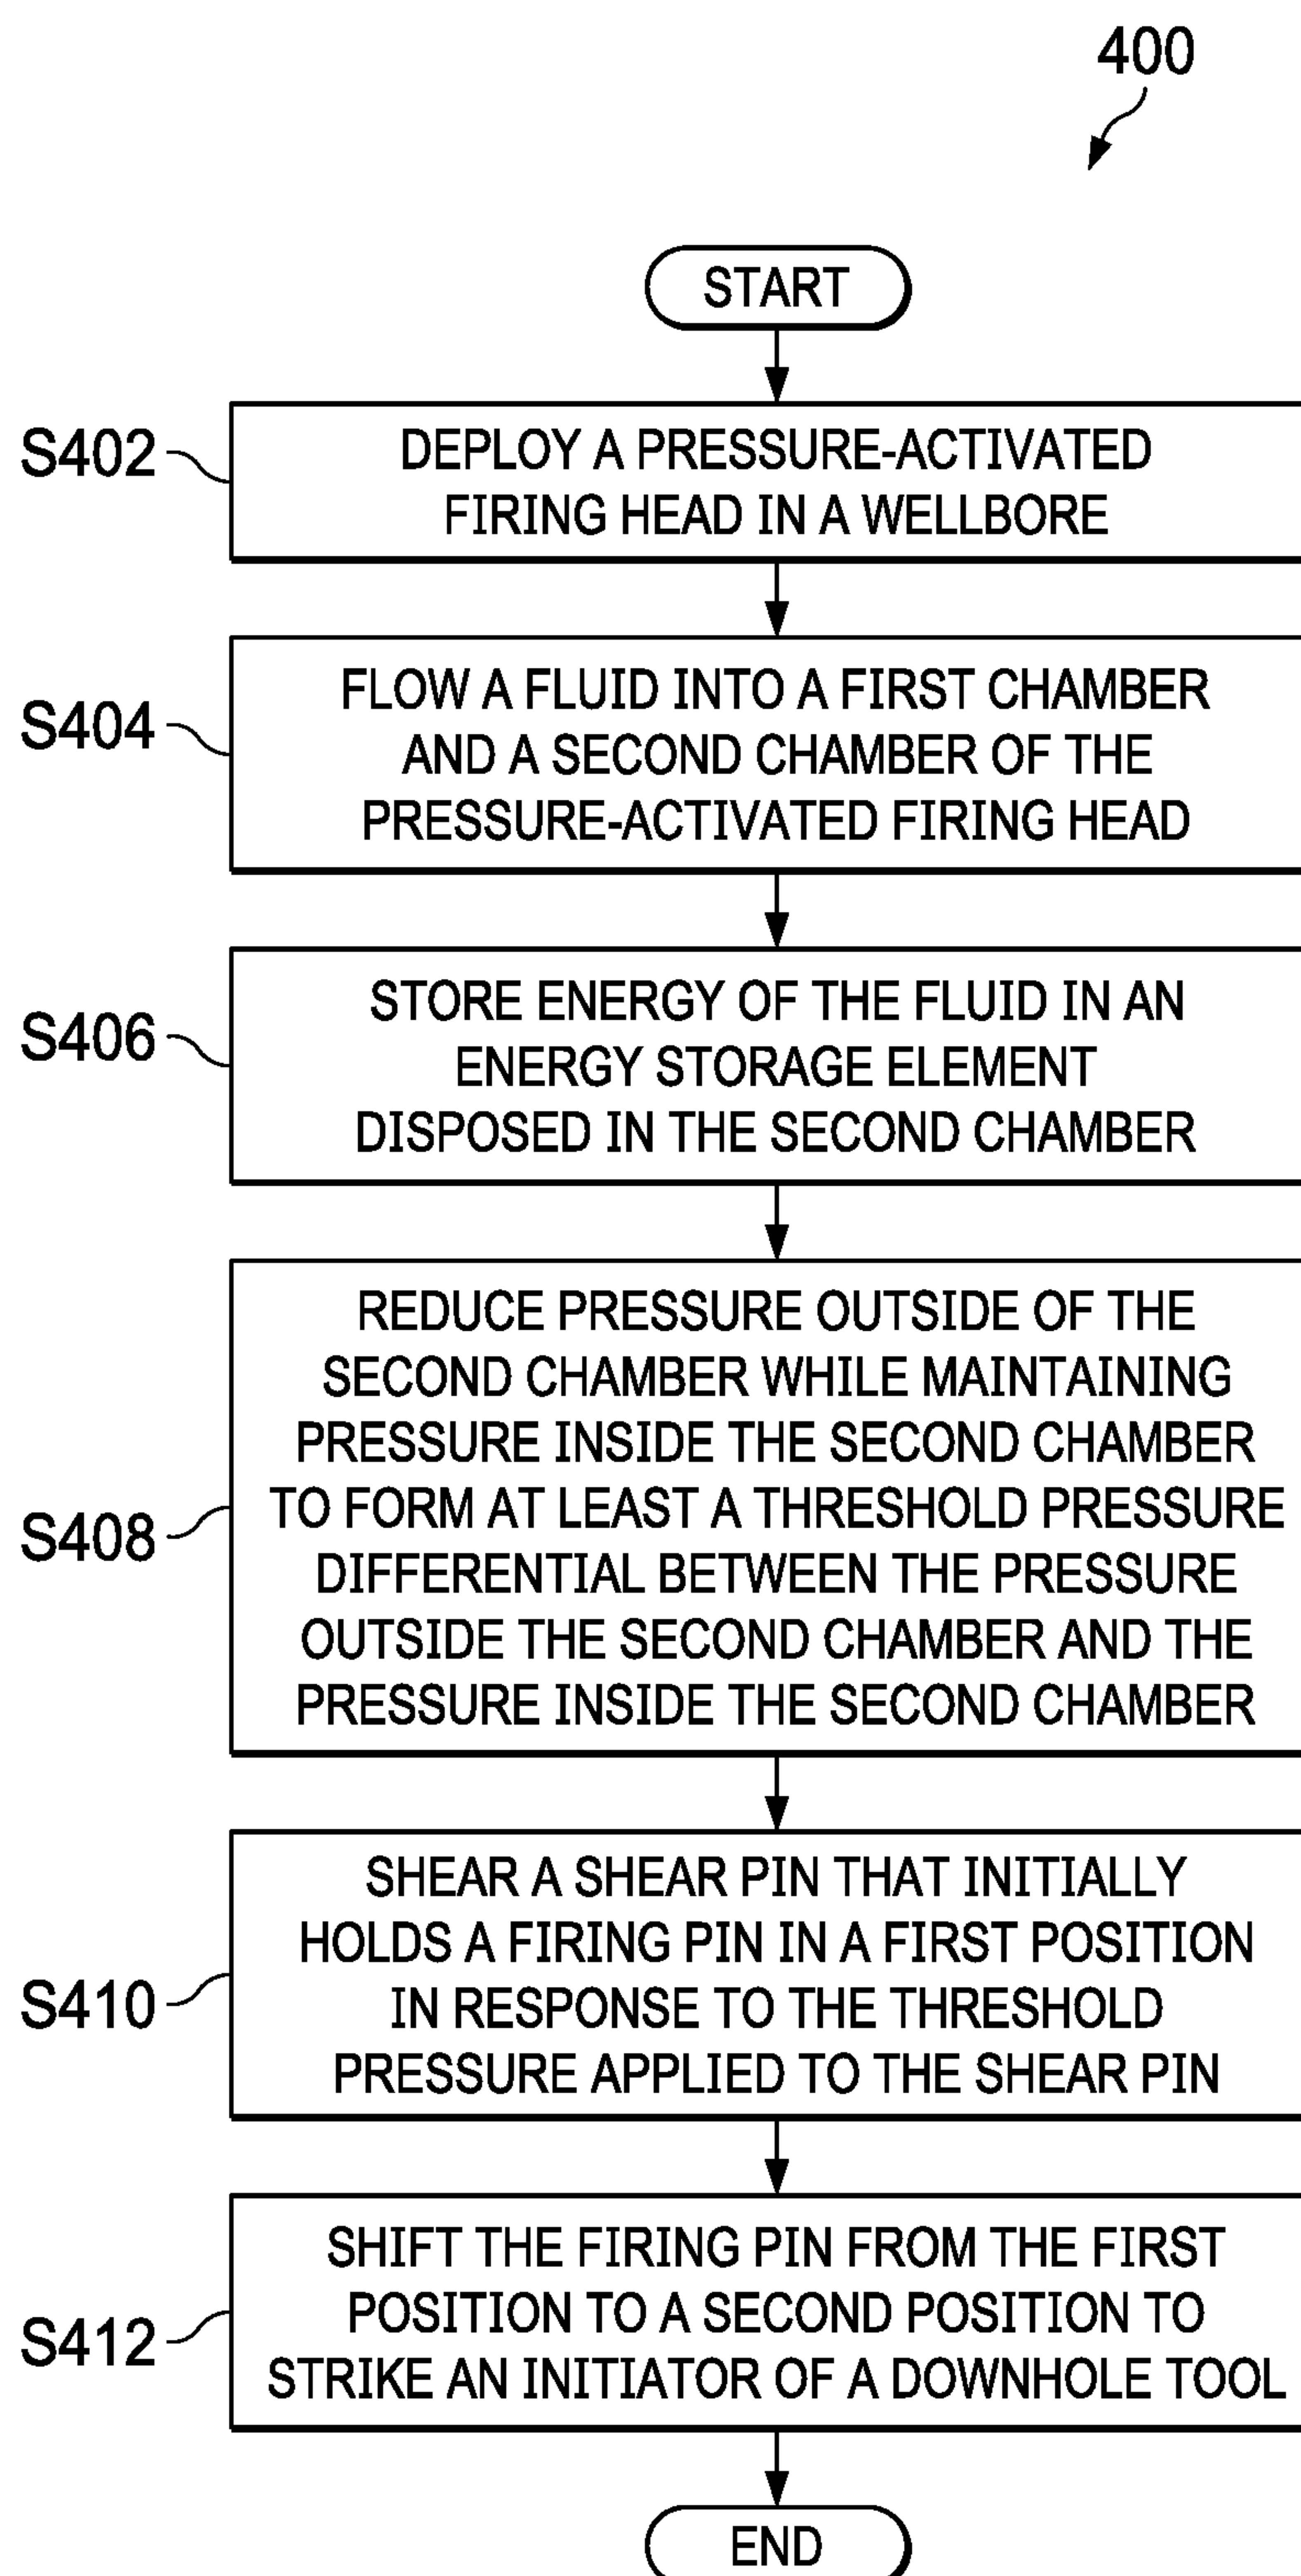 400
START
S402
DEPLOY A PRESSURE-ACTIVATED
FIRING HEAD IN A WELLBORE
S404
FLOW A FLUID INTO A FIRST CHAMBER
AND A SECOND CHAMBER OF THE
PRESSURE-ACTIVATED FIRING HEAD
S406
STORE ENERGY OF THE FLUID IN AN
ENERGY STORAGE ELEMENT
DISPOSED IN THE SECOND CHAMBER
S408
REDUCE PRESSURE OUTSIDE OF THE
SECOND CHAMBER WHILE MAINTAINING
PRESSURE INSIDE THE SECOND CHAMBER
TO FORM AT LEAST A THRESHOLD PRESSURE
DIFFERENTIAL BETWEEN THE PRESSURE
OUTSIDE THE SECOND CHAMBER AND THE
PRESSURE INSIDE THE SECOND CHAMBER
S410
SHEAR A SHEAR PIN THAT INITIALLY
HOLDS A FIRING PIN IN A FIRST POSITION
IN RESPONSE TO THE THRESHOLD
PRESSURE APPLIED TO THE SHEAR PIN
S412
SHIFT THE FIRING PIN FROM THE FIRST
POSITION TO A SECOND POSITION TO
STRIKE AN INITIATOR OF A DOWNHOLE TOOL
END